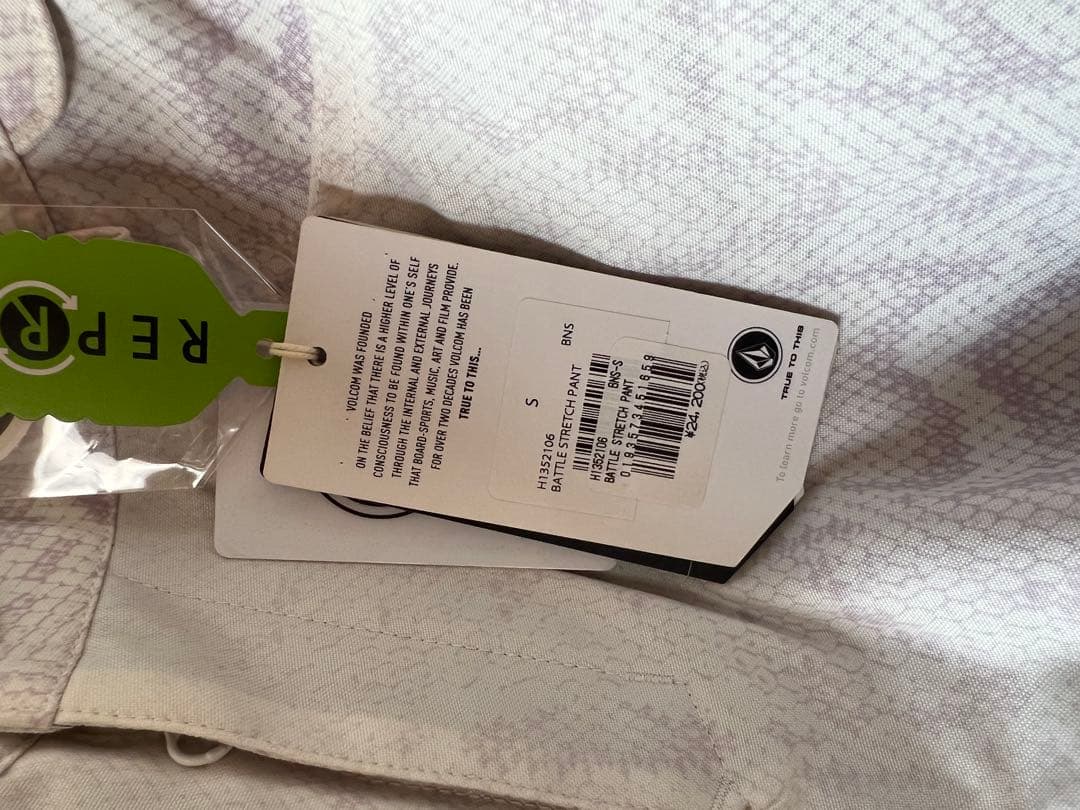 REPR
VOLCOM WAS FOUNDED
ON THE BELIEF THAT THERE IS A HIGHER LEVEL OF
CONSCIOUSNESS TO BE FOUND WITHIN ONE'S SELF
THROUGH THE INTERNAL AND EXTERNAL JOURNEYS
THAT BOARD-SPORTS, MUSIC, ART AND FILM PROVIDE.
FOR OVER TWO DECADES VOLCOM HAS BEEN
TRUE TO THIS...
S
H1352106
BATTLE STRETCH PANT
BNS
H1352106 BNS-S
BATTLE STRETCH PANT
¥24, 200
TRUE TO THIS
To learn more go to volcom.com